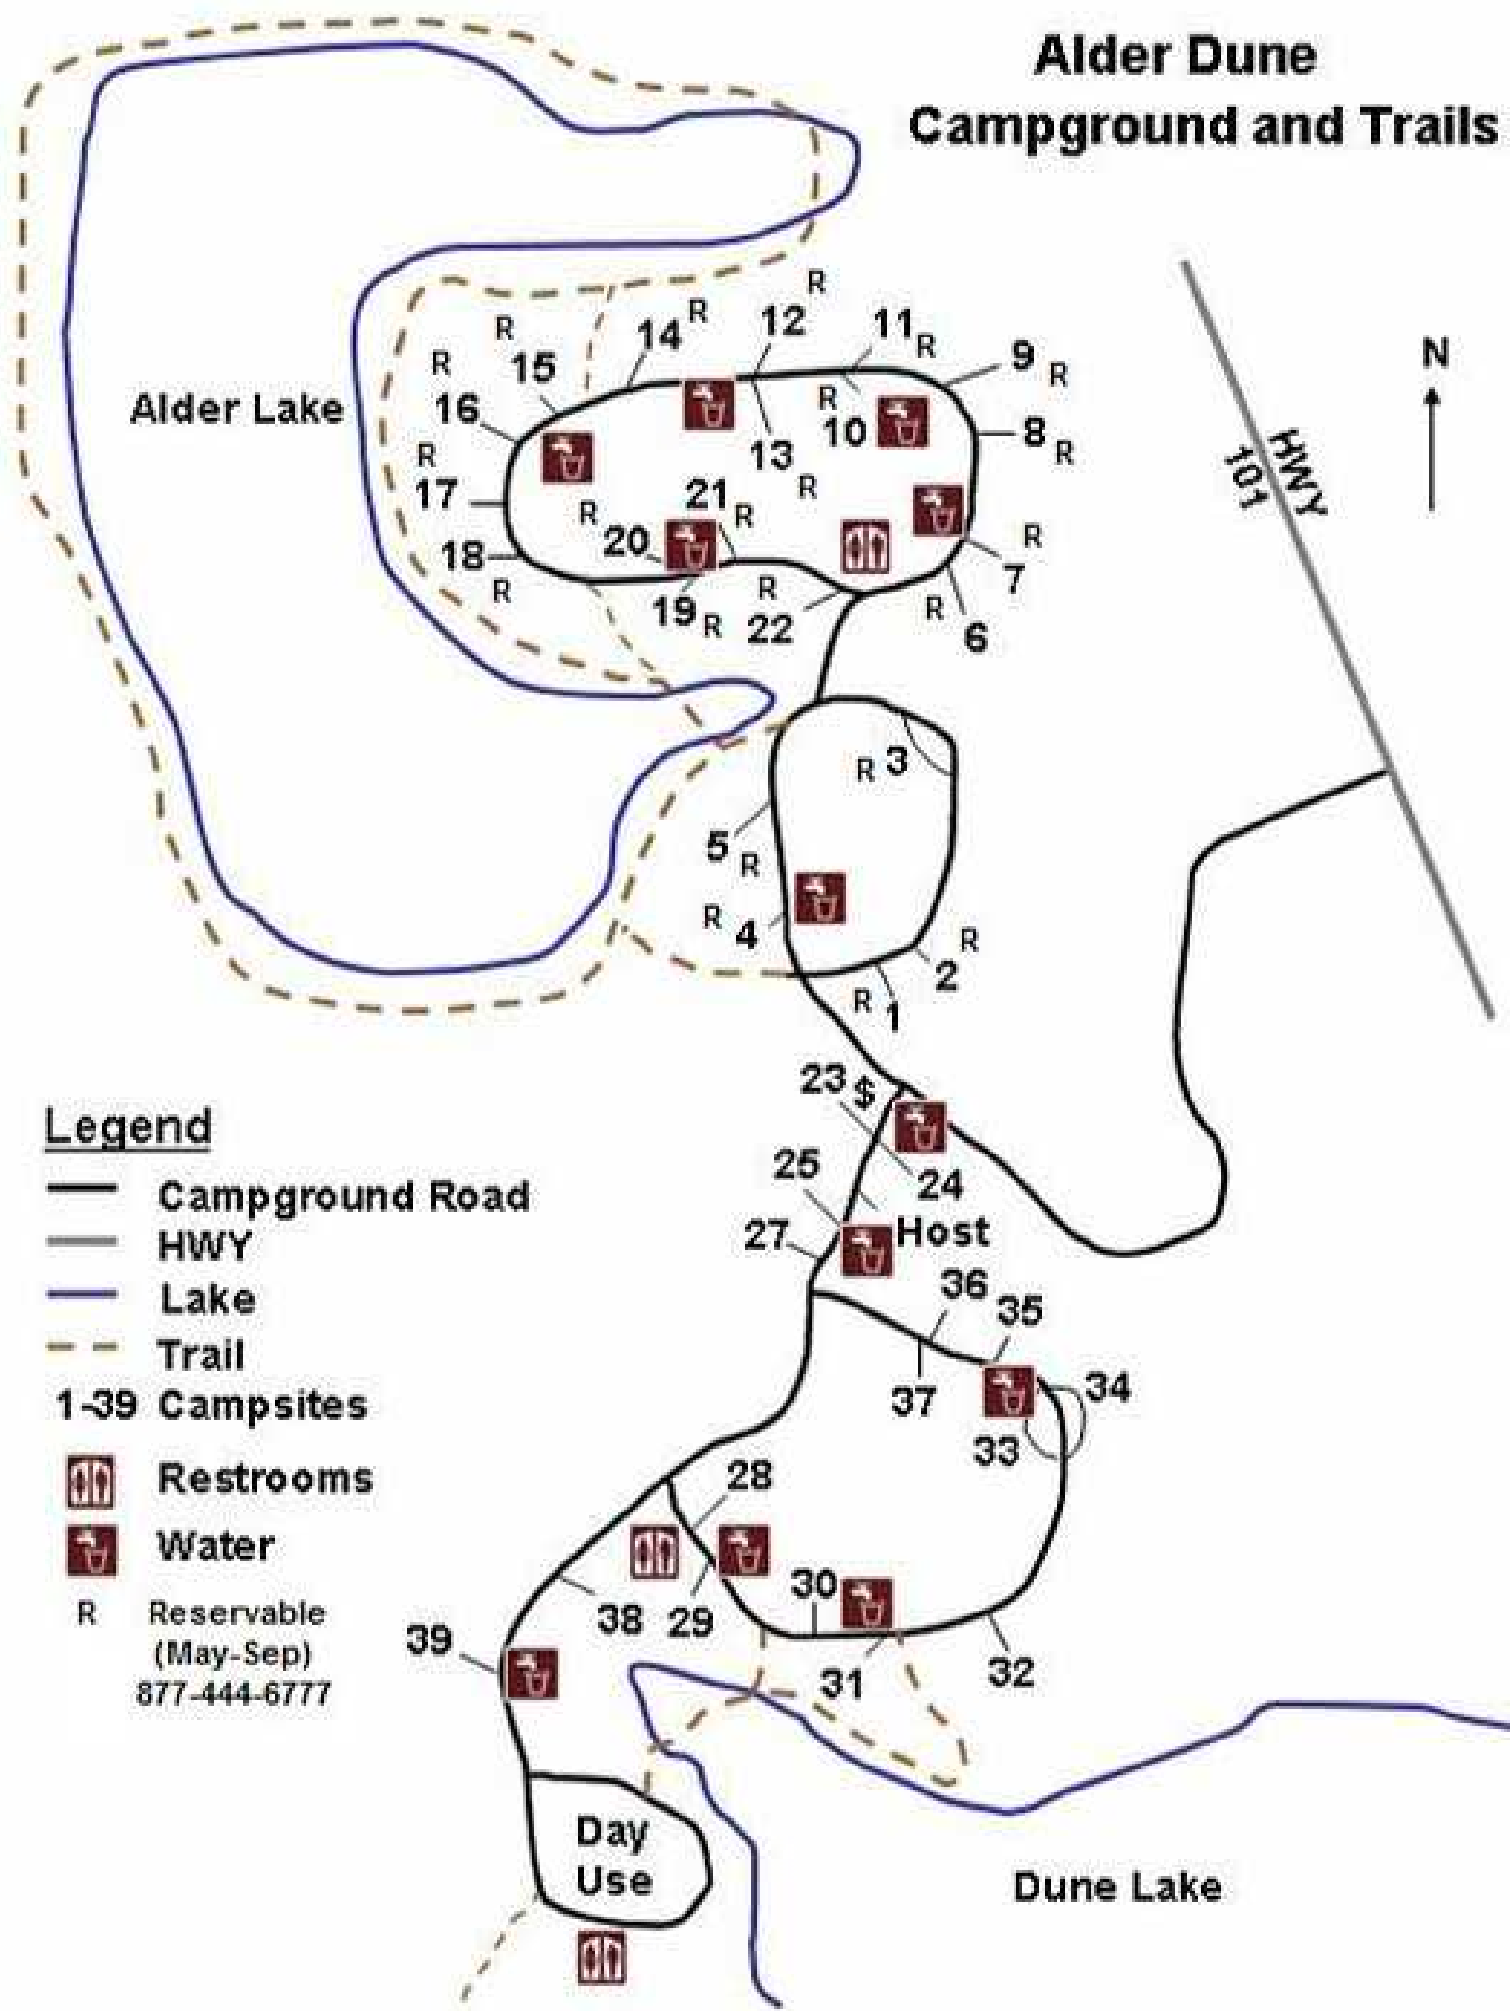 Alder Dune
Campground and Trails
R
12
R
14
11
R
R
15
9
R
R
N
16
Alder Lake
R
10
8
R
13
R
HWY
101
17
R
21
R
R
20
18
R
7
R
R
19
R
22
R
6
3
R
5
R
R
4
R
2
R
1
23
$
Legend
25
24
Campground Road
Host
27
HWY
36
Lake
35
Trail
34
37
1-39 Campsites
33
28
Restrooms
Water
30
38
29
R Reservable
(May-Sep)
877-444-6777
39
31
32
Day
Use
Dune Lake